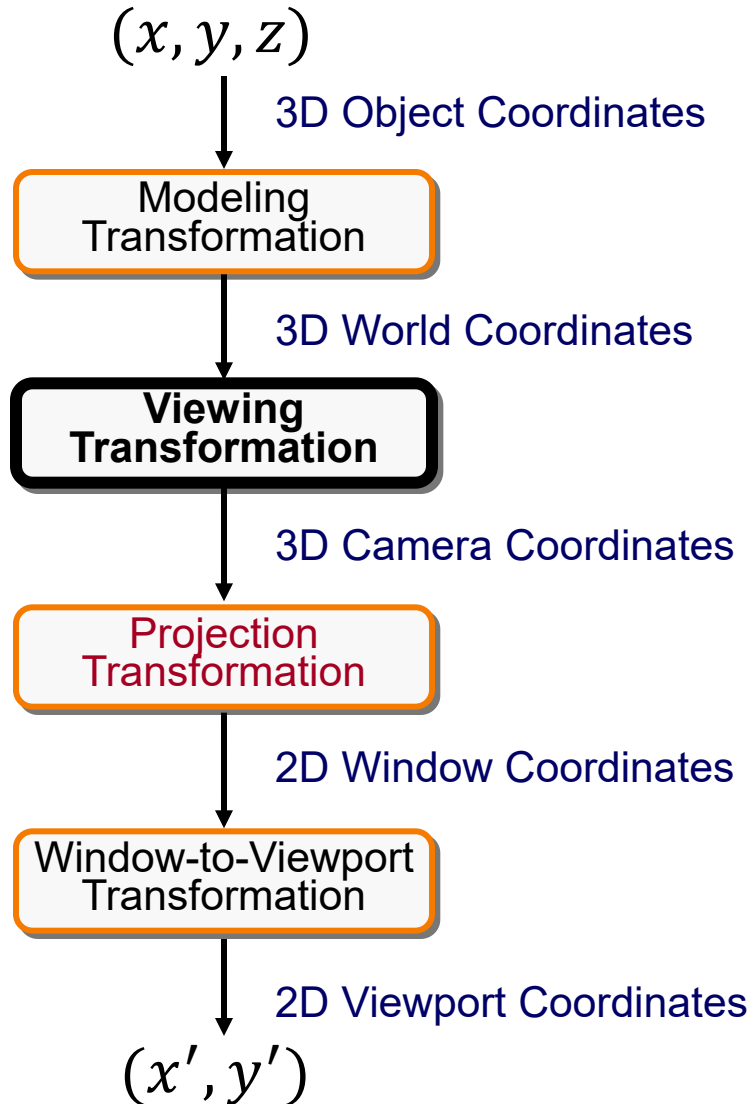 (x, y, z)
3D Object Coordinates
Modeling
Transformation
3D World Coordinates
Viewing
Transformation
3D Camera Coordinates
Projection
Transformation
2D Window Coordinates
Window-to-Viewport
Transformation
2D Viewport Coordinates
(x′, y′)